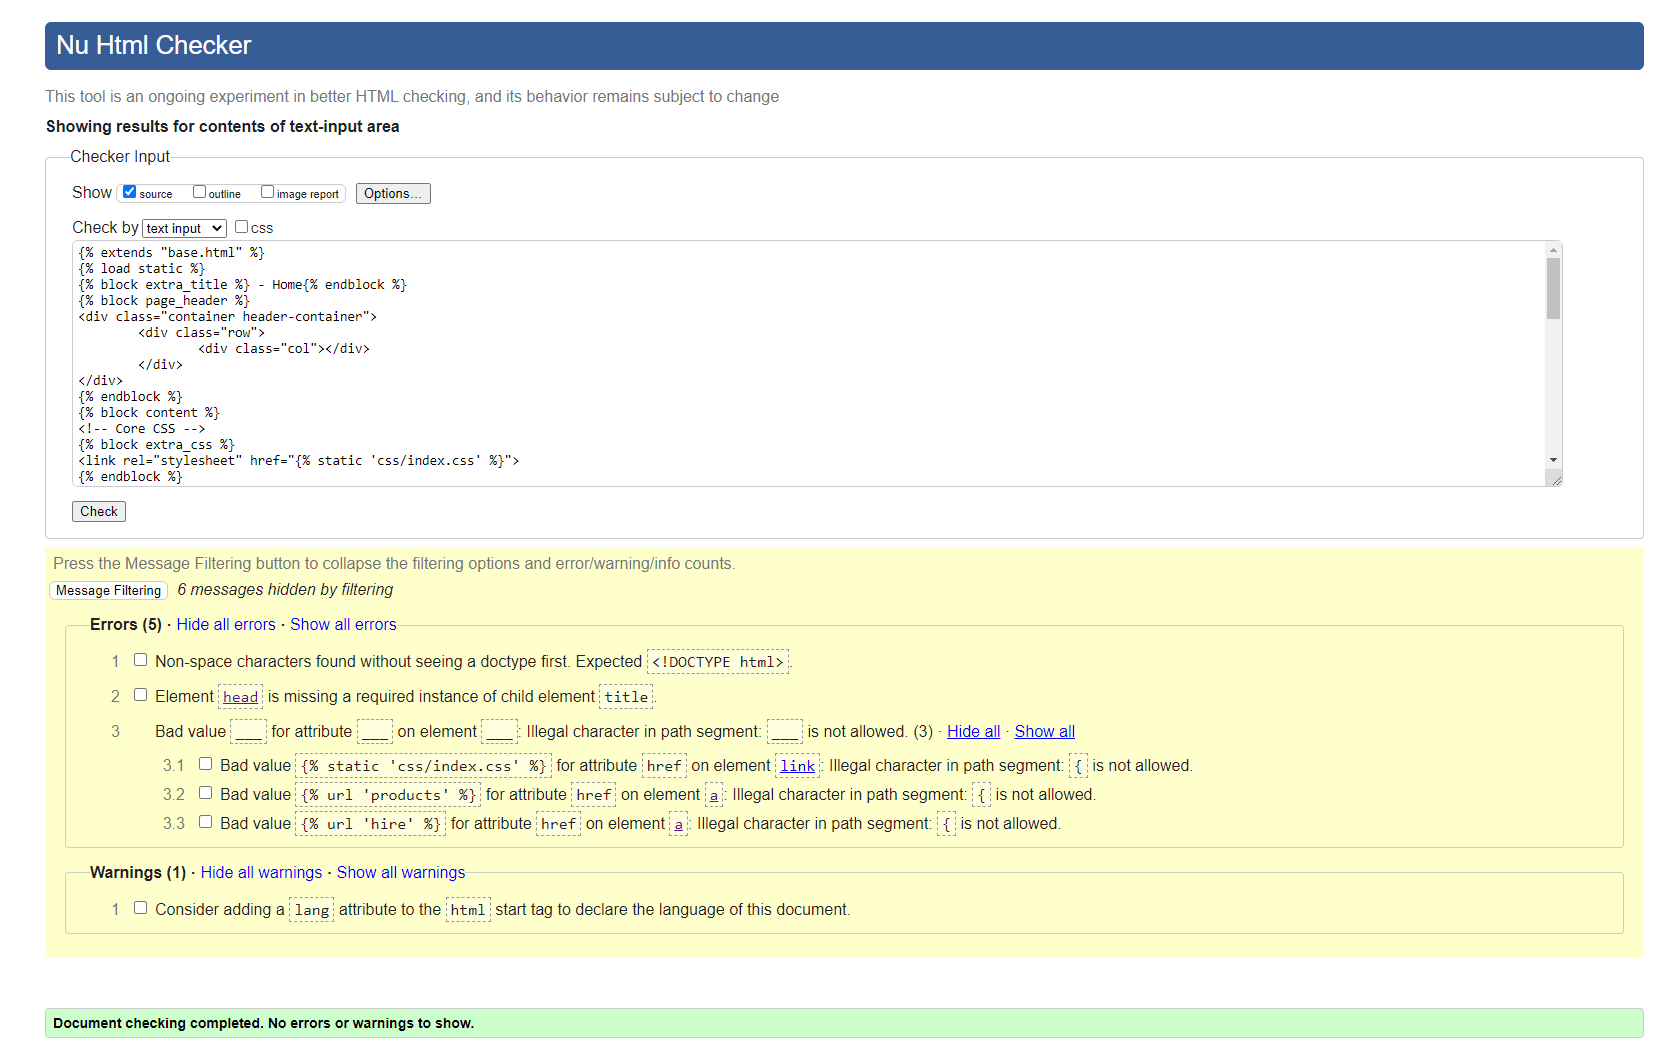 Nu Html Checker
This tool is an ongoing experiment in better HTML checking, and its behavior remains subject to change
Showing results for contents of text-input area
Checker Input
Show source outline image report Options...
Check by text input css
{% extends "base.html" %}
{% load static %}
{% block extra_title %} - Home{% endblock %}
{% block page_header %}
<div class="container header-container">
<div class="row">
<div class="col"></div>
</div>
</div>
{% endblock %}
{% block content %}
<!-- Core CSS -->
{% block extra_css %}
<link rel="stylesheet" href="{% static 'css/index.css' %}">
{% endblock %}
Check
Press the Message Filtering button to collapse the filtering options and error/warning/info counts.
Message Filtering 6 messages hidden by filtering
Errors (5) · Hide all errors · Show all errors
1 Non-space characters found without seeing a doctype first. Expected <!DOCTYPE html>.
2 Element head is missing a required instance of child element title.
3 Bad value ___ for attribute ___ on element ___: Illegal character in path segment: ___ is not allowed. (3) · Hide all · Show all
3.1 Bad value {% static 'css/index.css' %} for attribute href on element link: Illegal character in path segment: { is not allowed.
3.2 Bad value {% url 'products' %} for attribute href on element a: Illegal character in path segment: { is not allowed.
3.3 Bad value {% url 'hire' %} for attribute href on element a: Illegal character in path segment: { is not allowed.
Warnings (1) · Hide all warnings · Show all warnings
1 Consider adding a lang attribute to the html start tag to declare the language of this document.
Document checking completed. No errors or warnings to show.